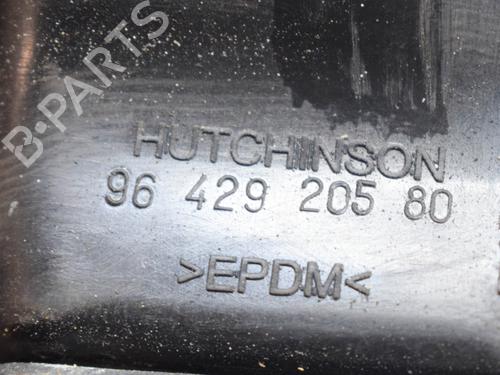 B-PARTS
HUTCHINSON
96 429 205 80
>EPDM<